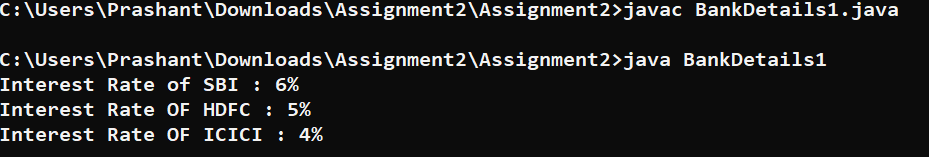 C:\Users\Prashant\Downloads\Assignment2\Assignment2>javac BankDetails1.java
C:\Users\Prashant\Downloads\Assignment2\Assignment2>java BankDetails1
Interest Rate of SBI : 6%
Interest Rate OF HDFC : 5%
Interest Rate OF ICICI : 4%